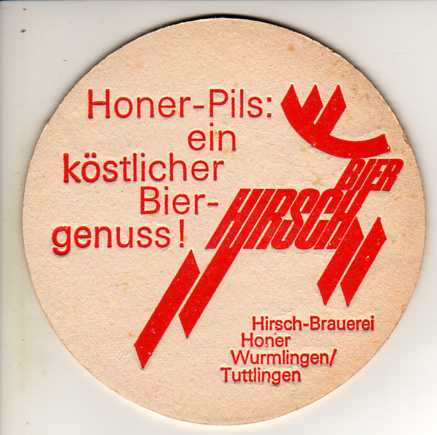 Honer-Pils:
ein
köstlicher
Bier-
genuss!
BIER
HIRSCH
Hirsch-Brauerei
Honer
Wurmlingen/
Tuttlingen